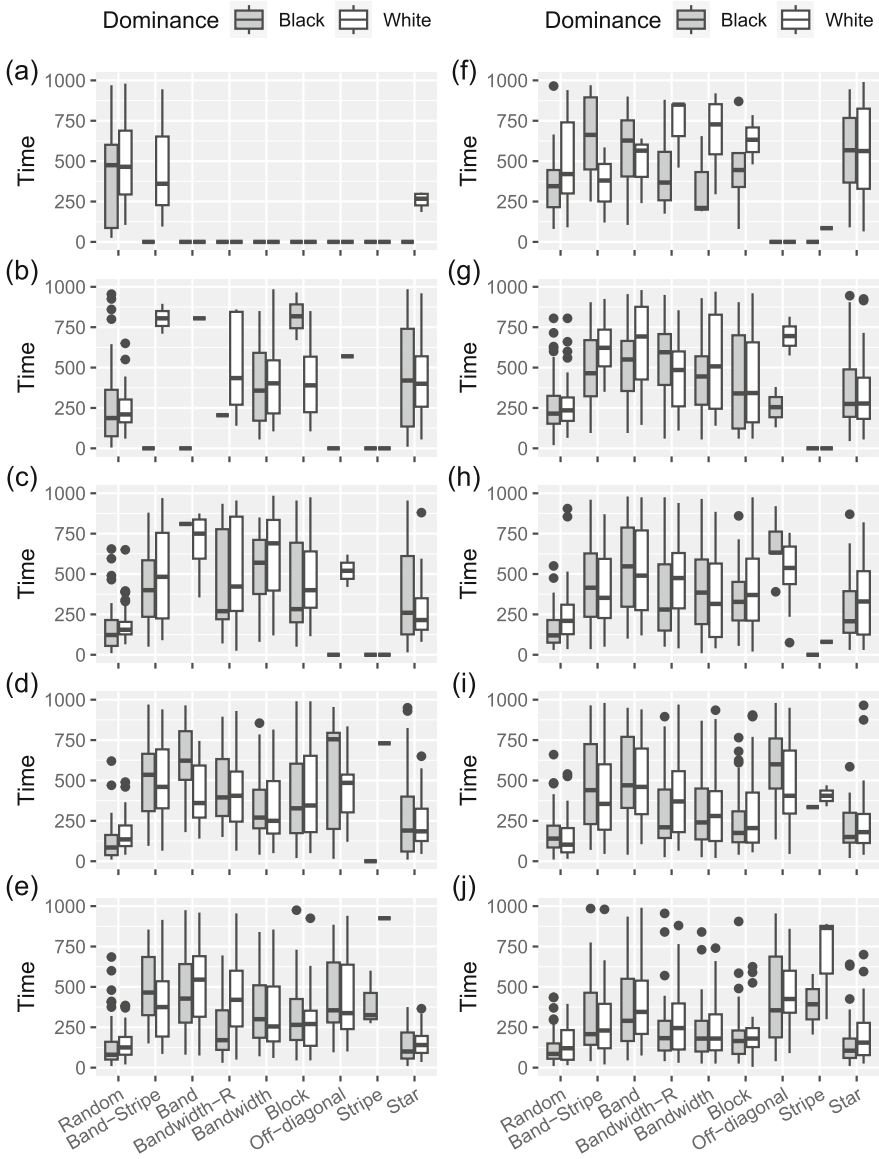 Dominance Black White Dominance Black White
(a) (f)
1000 1000
750 750
Time 500 Time 500
250 250
0 0
(b) (g)
1000 1000
750 750
Time 500 Time 500
250 250
0 0
(c) (h)
1000 1000
750 750
Time 500 Time 500
250 250
0 0
(d) (i)
1000 1000
750 750
Time 500 Time 500
250 250
0 0
(e) (j)
1000 1000
750 750
Time 500 Time 500
250 250
0 0
Random Band−Stripe Band Bandwidth−R Bandwidth Block Off−diagonal Stripe Star Random Band−Stripe Band Bandwidth−R Bandwidth Block Off−diagonal Stripe Star